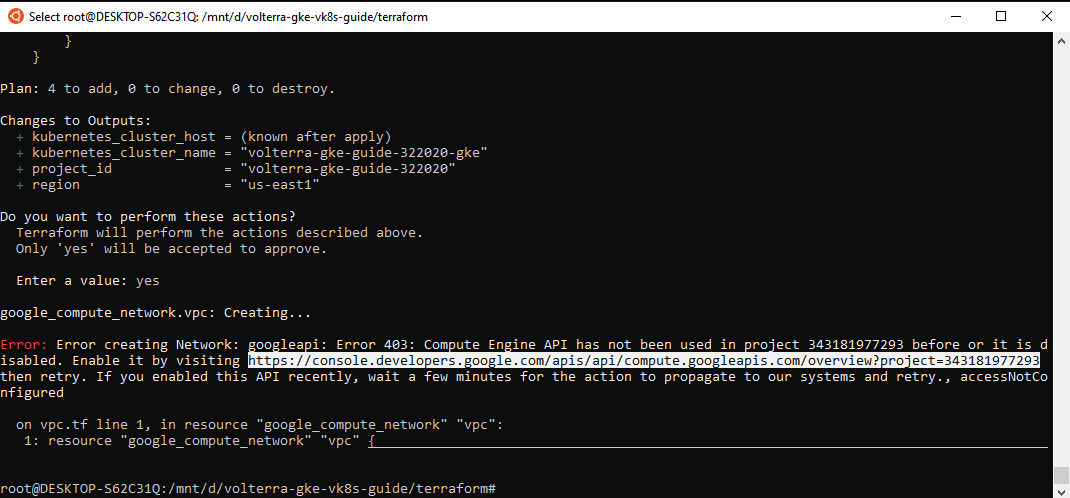 Select root@DESKTOP-S62C31Q: /mnt/d/volterra-gke-vk8s-guide/terraform
}
}
Plan: 4 to add, 0 to change, 0 to destroy.
Changes to Outputs:
+ kubernetes_cluster_host = (known after apply)
+ kubernetes_cluster_name = "volterra-gke-guide-322020-gke"
+ project_id = "volterra-gke-guide-322020"
+ region = "us-east1"
Do you want to perform these actions?
Terraform will perform the actions described above.
Only 'yes' will be accepted to approve.
Enter a value: yes
google_compute_network.vpc: Creating...
Error: Error creating Network: googleapi: Error 403: Compute Engine API has not been used in project 343181977293 before or it is d
isabled. Enable it by visiting https://console.developers.google.com/apis/api/compute.googleapis.com/overview?project=343181977293
then retry. If you enabled this API recently, wait a few minutes for the action to propagate to our systems and retry., accessNotCo
nfigured
on vpc.tf line 1, in resource "google_compute_network" "vpc":
1: resource "google_compute_network" "vpc" {
root@DESKTOP-S62C31Q:/mnt/d/volterra-gke-vk8s-guide/terraform#